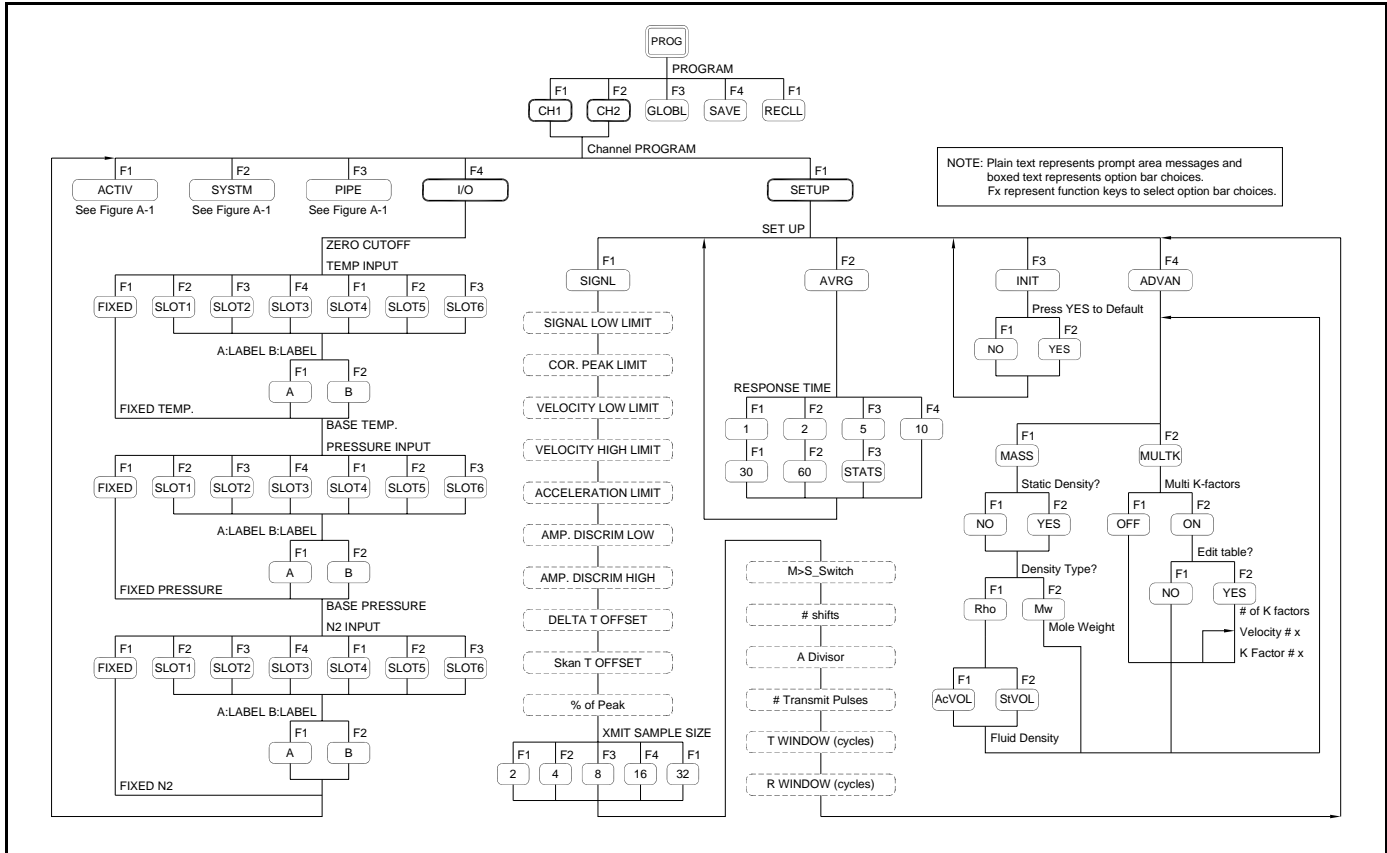 PROG
PROGRAM
F1 F2 F3 F4 F1
CH1 CH2 GLOBL SAVE RECLL
Channel PROGRAM
F1 F2 F3 F4 F1
ACTIV SYSTM PIPE I/O SETUP
See Figure A-1 See Figure A-1 See Figure A-1
NOTE: Plain text represents prompt area messages and
boxed text represents option bar choices.
Fx represent function keys to select option bar choices.
ZERO CUTOFF
TEMP INPUT
F1 F2 F3 F4 F1 F2 F3
FIXED SLOT1 SLOT2 SLOT3 SLOT4 SLOT5 SLOT6
A:LABEL B:LABEL
F1 F2
A B
FIXED TEMP.
BASE TEMP.
PRESSURE INPUT
F1 F2 F3 F4 F1 F2 F3
FIXED SLOT1 SLOT2 SLOT3 SLOT4 SLOT5 SLOT6
A:LABEL B:LABEL
F1 F2
A B
FIXED PRESSURE
BASE PRESSURE
N2 INPUT
F1 F2 F3 F4 F1 F2 F3
FIXED SLOT1 SLOT2 SLOT3 SLOT4 SLOT5 SLOT6
A:LABEL B:LABEL
F1 F2
A B
FIXED N2
SET UP
F1 F2 F3 F4
SIGNL AVRG INIT ADVAN
SIGNAL LOW LIMIT
COR. PEAK LIMIT
VELOCITY LOW LIMIT
VELOCITY HIGH LIMIT
ACCELERATION LIMIT
AMP. DISCRIM LOW
AMP. DISCRIM HIGH
DELTA T OFFSET
Skan T OFFSET
% of Peak
XMIT SAMPLE SIZE
F1 F2 F3 F4 F1
2 4 8 16 32
M>S_Switch
# shifts
A Divisor
# Transmit Pulses
T WINDOW (cycles)
R WINDOW (cycles)
RESPONSE TIME
F1 F2 F3 F4
1 2 5 10
F1 F2 F3
30 60 STATS
Press YES to Default
F1 F2
NO YES
F1 F2
MASS MULTK
Static Density?
F1 F2
NO YES
Density Type?
F1 F2
Rho Mw
Mole Weight
F1 F2
AcVOL StVOL
Fluid Density
Multi K-factors
F1 F2
OFF ON
Edit table?
F1 F2
NO YES
# of K factors
Velocity # x
K Factor # x